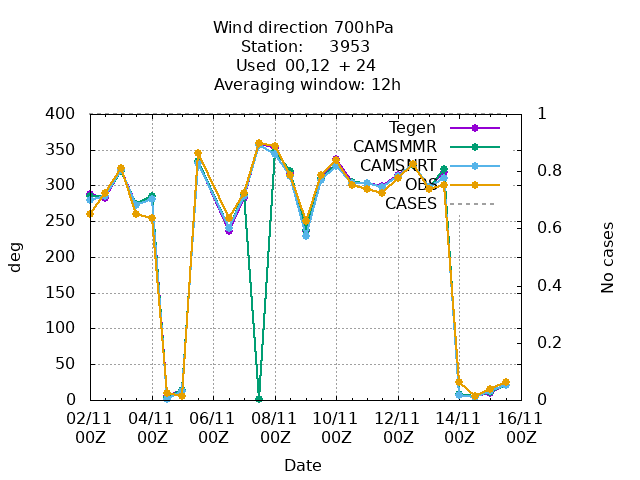 Wind direction 700hPa
Station: 3953
Used 00,12 + 24
Averaging window: 12h
400
350
300
250
200
150
100
50
0
deg
1
0.8
0.6
0.4
0.2
0
No cases
Tegen
CAMSMMR
CAMSNRT
OBS
CASES
02/11 04/11 06/11 08/11 10/11 12/11 14/11 16/11
00Z 00Z 00Z 00Z 00Z 00Z 00Z 00Z
Date